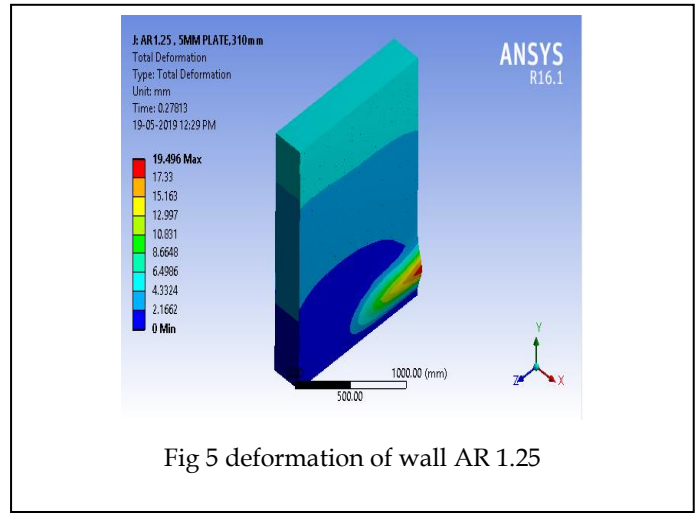 J: AR 1.25 , 5MM PLATE,310mm
Total Deformation
Type: Total Deformation
Unit: mm
Time: 0.27813
19-05-2019 12:29 PM
ANSYS
R16.1
19.496 Max
17.33
15.163
12.997
10.831
8.6648
6.4986
4.3324
2.1662
0 Min
1000.00 (mm)
500.00
Y
Z
X
Fig 5 deformation of wall AR 1.25